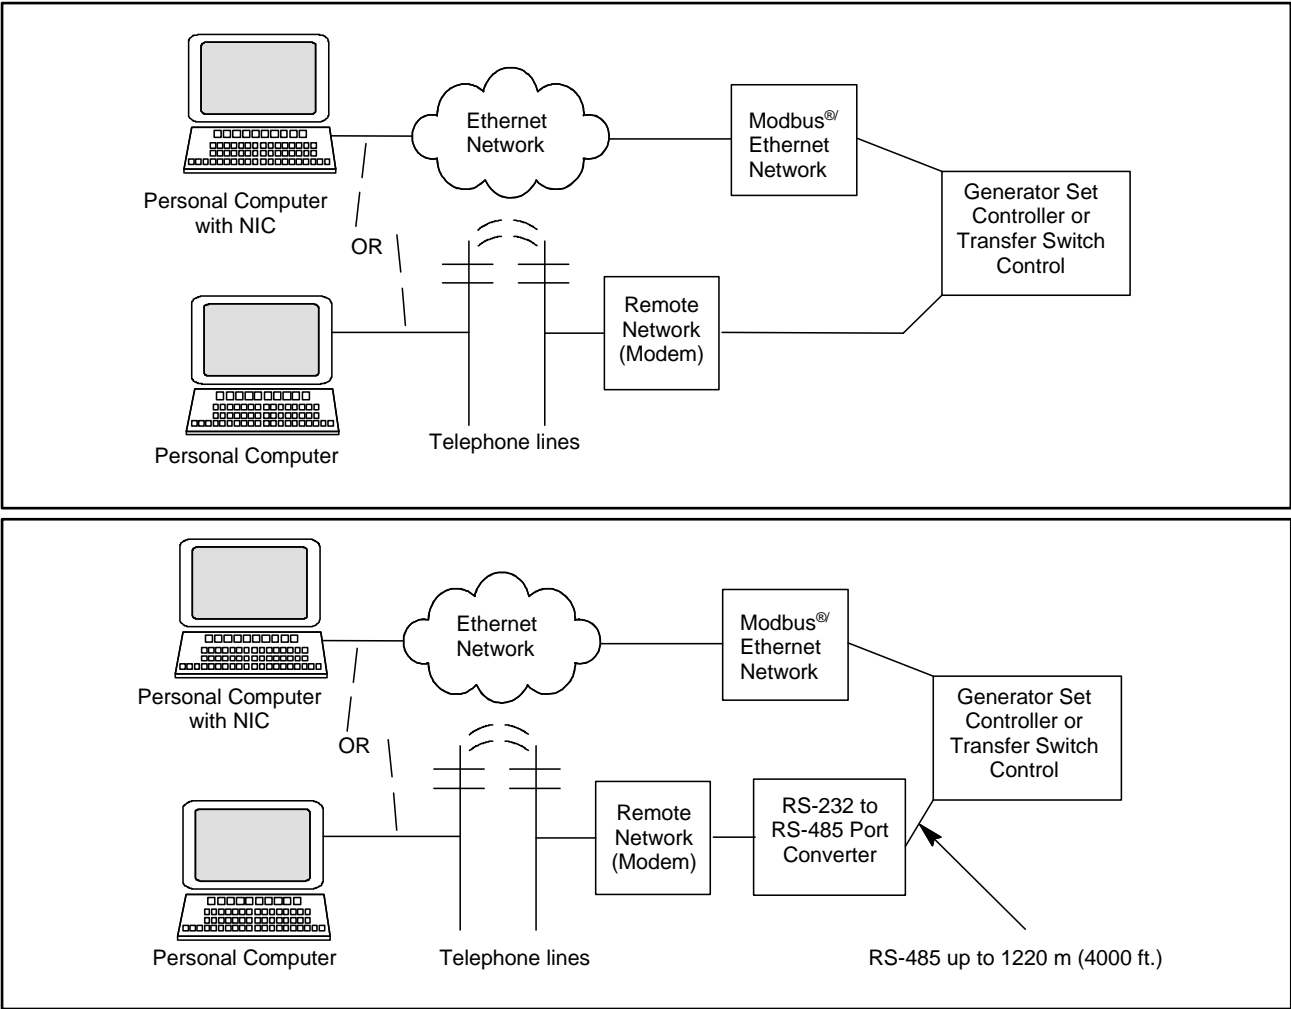 Ethernet
Network
Modbus®/
Ethernet
Network
Personal Computer
with NIC
Generator Set
Controller or
Transfer Switch
Control
OR
Remote
Network
(Modem)
Telephone lines
Personal Computer
Ethernet
Network
Modbus®/
Ethernet
Network
Personal Computer
with NIC
Generator Set
Controller or
Transfer Switch
Control
OR
Remote
Network
(Modem)
RS-232 to
RS-485 Port
Converter
Personal Computer
Telephone lines
RS-485 up to 1220 m (4000 ft.)